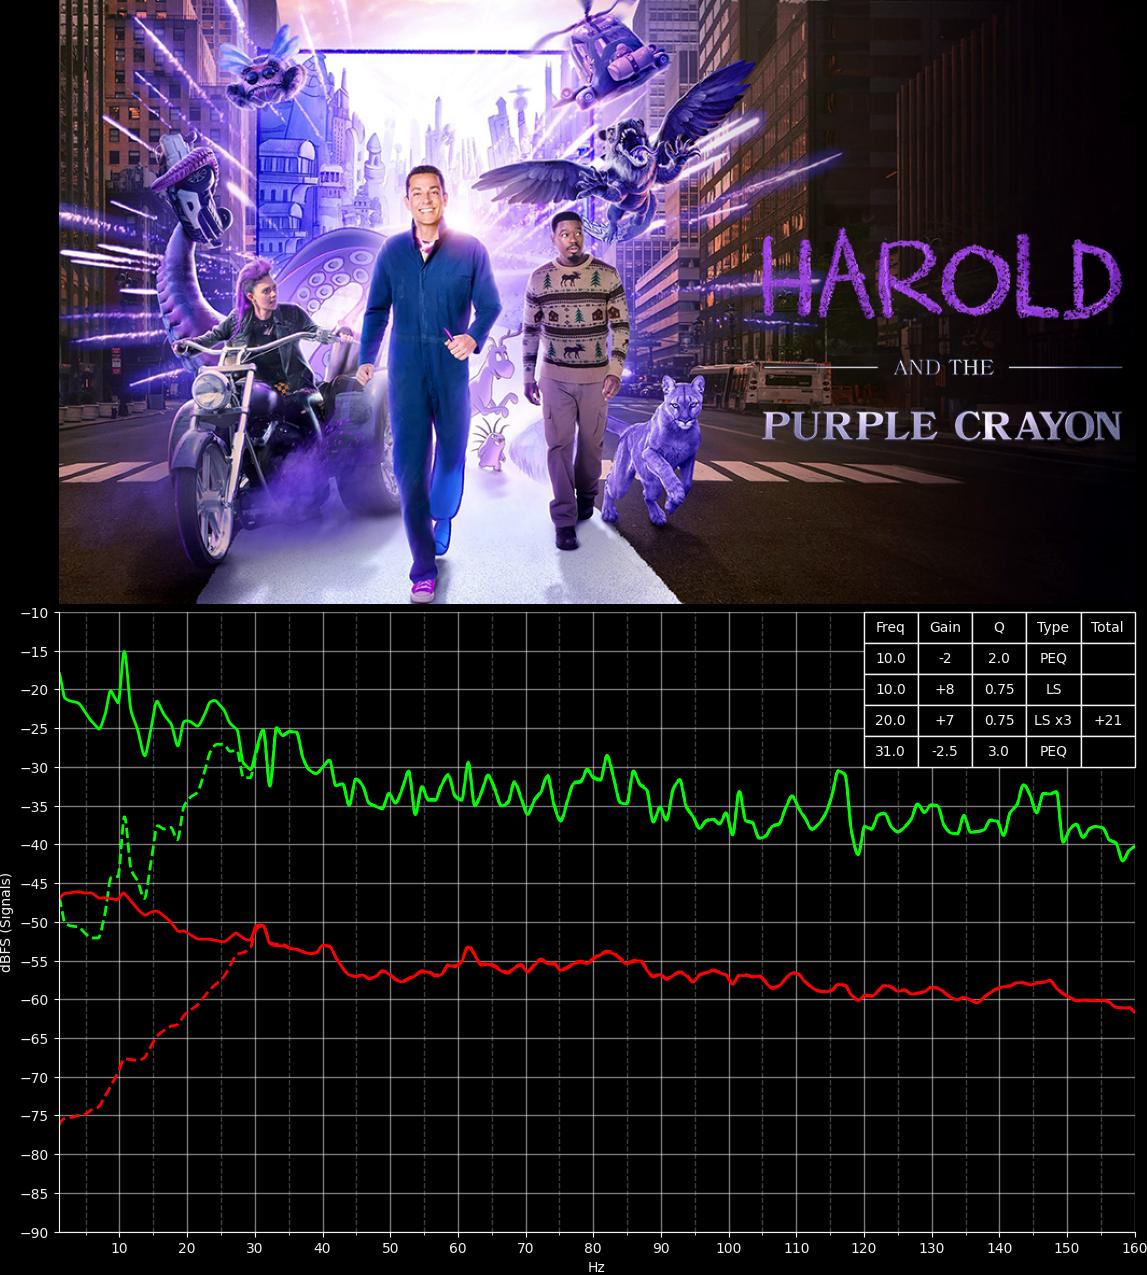 HAROLD
AND THE
PURPLE CRAYON
Freq Gain Q Type Total
10.0 -2 2.0 PEQ
10.0 +8 0.75 LS
20.0 +7 0.75 LS x3 +21
31.0 -2.5 3.0 PEQ
−10
−15
−20
−25
−30
−35
−40
−45
−50
−55
−60
−65
−70
−75
−80
−85
−90
dBFS (Signals)
10 20 30 40 50 60 70 80 90 100 110 120 130 140 150 160
Hz